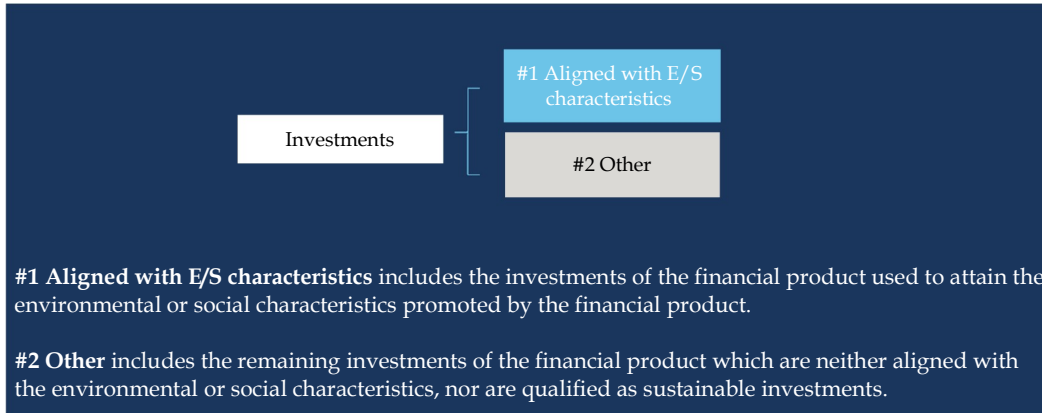 #1 Aligned with E/S
characteristics
Investments
#2 Other
#1 Aligned with E/S characteristics includes the investments of the financial product used to attain the
environmental or social characteristics promoted by the financial product.
#2 Other includes the remaining investments of the financial product which are neither aligned with
the environmental or social characteristics, nor are qualified as sustainable investments.